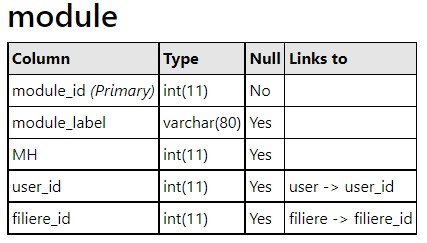 module
Column Type Null Links to
module_id (Primary) int(11) No
module_label varchar(80) Yes
MH int(11) Yes
user_id int(11) Yes user -> user_id
filiere_id int(11) Yes filiere -> filiere_id